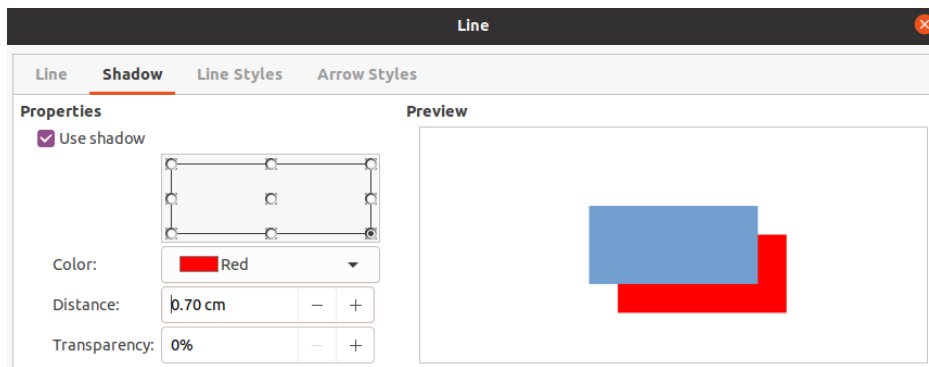 Line
Line Shadow Line Styles Arrow Styles
Properties
Use shadow
Color: Red
Distance: 0.70 cm
Transparency: 0%
Preview